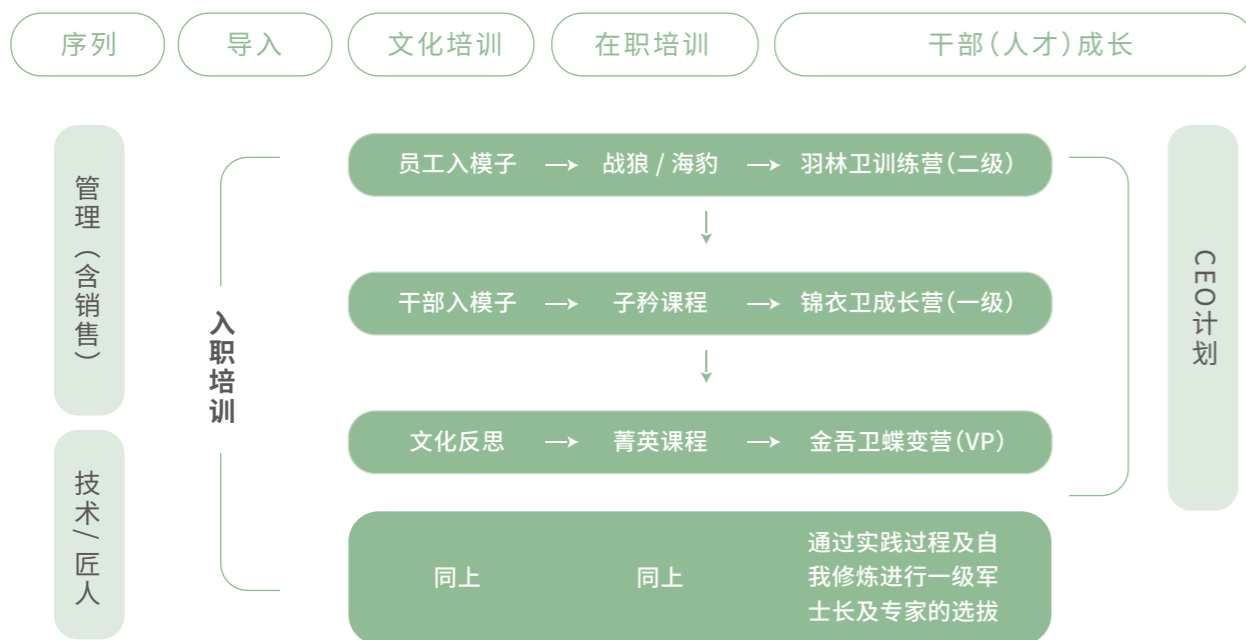 序列
导入
文化培训
在职培训
干部（人才）成长
管理（含销售）
技术/匠人
入职培训
员工入模子
战狼 / 海豹
羽林卫训练营（二级）
干部入模子
子矜课程
锦衣卫成长营（一级）
文化反思
菁英课程
金吾卫蝶变营（VP）
同上
同上
通过实践过程及自
我修炼进行一级军
士长及专家的选拔
CEO计划